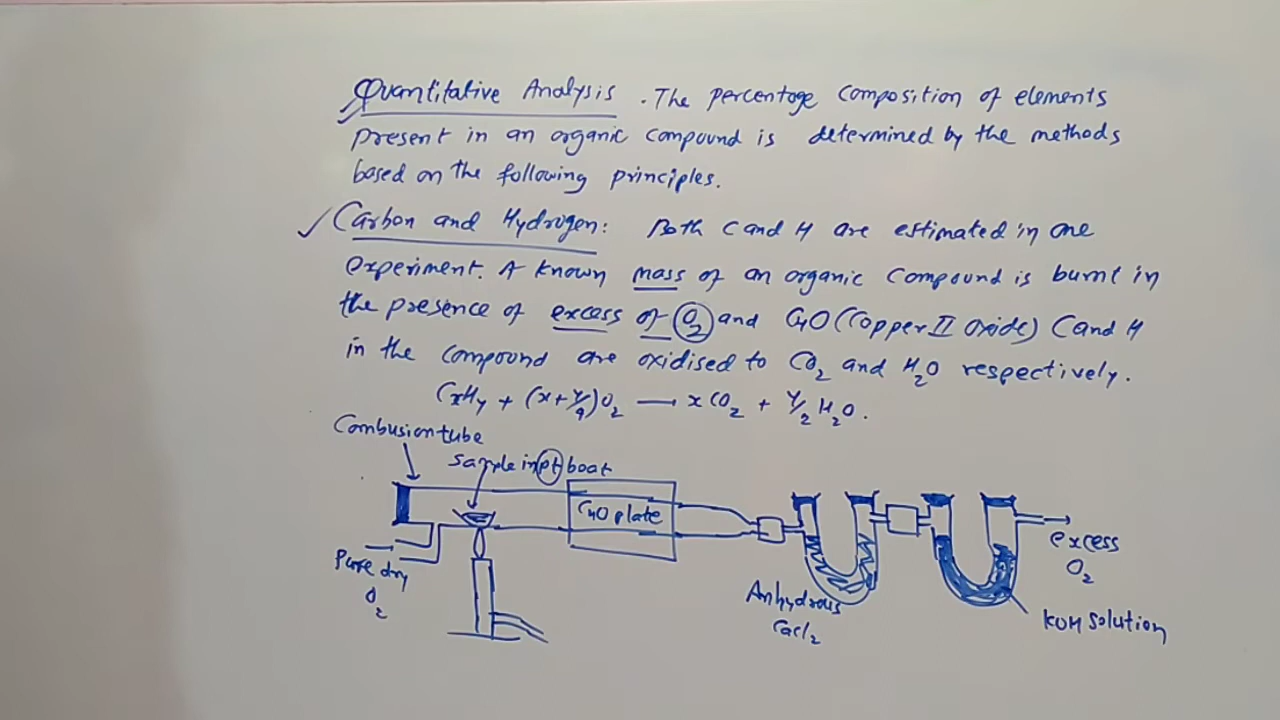 Quantitative Analysis . The percentage composition of elements
present in an organic compound is determined by the methods
based on the following principles.
Carbon and Hydrogen: Both C and H are estimated in one
experiment. A known mass of an organic compound is burnt in
the presence of excess of O₂ and CuO (Copper II oxide) C and H
in the compound are oxidised to CO₂ and H₂O respectively.
CxHy + (x+y/4)O₂ — xCO₂ + y/2 H₂O.
Combusion tube
sample in pt boat
CuO plate
Pure dry
O₂
Anhydrous
CaCl₂
excess
O₂
KOH solution